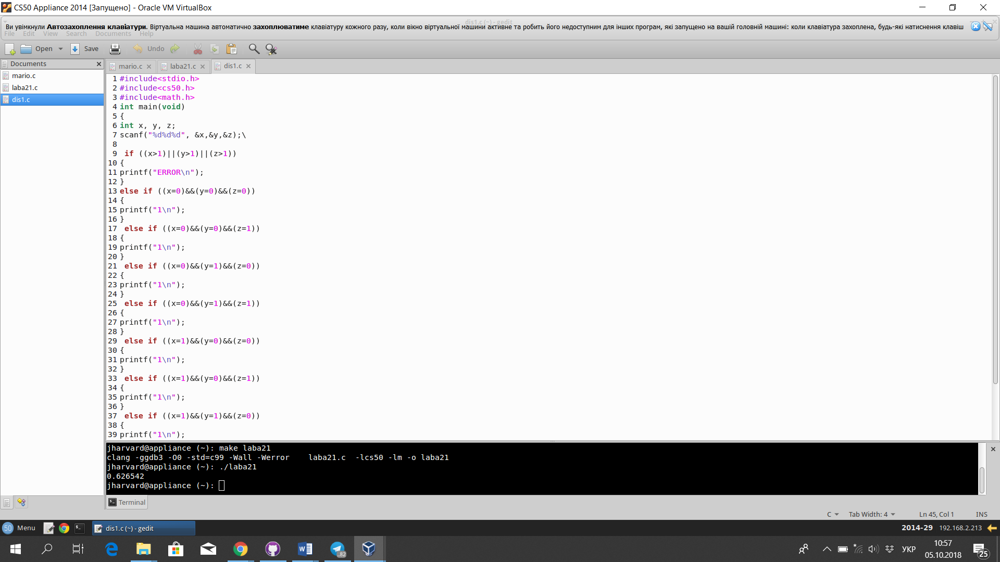 CS50 Appliance 2014 [Запущено] - Oracle VM VirtualBox
dis1.c (~) - gedit
Ви увімкнули Автозахоплення клавіатури. Віртуальна машина автоматично захоплюватиме клавіатуру кожного разу, коли вікно віртуальної машини активне та робить його недоступним для інших програм, які запущено на вашій головній машині: коли клавіатура захоплена, будь-які натиснення клавіш
File Edit View Search Documents Help
Open Save Undo
Documents
mario.c
laba21.c
dis1.c
mario.c laba21.c dis1.c
1 #include<stdio.h>
2 #include<cs50.h>
3 #include<math.h>
4 int main(void)
5 {
6 int x, y, z;
7 scanf("%d%d%d", &x,&y,&z);\
8
9  if ((x>1)||(y>1)||(z>1))
10 {
11 printf("ERROR\n");
12 }
13 else if ((x=0)&&(y=0)&&(z=0))
14 {
15 printf("1\n");
16 }
17  else if ((x=0)&&(y=0)&&(z=1))
18 {
19 printf("1\n");
20 }
21  else if ((x=0)&&(y=1)&&(z=0))
22 {
23 printf("1\n");
24 }
25  else if ((x=0)&&(y=1)&&(z=1))
26 {
27 printf("1\n");
28 }
29  else if ((x=1)&&(y=0)&&(z=0))
30 {
31 printf("1\n");
32 }
33  else if ((x=1)&&(y=0)&&(z=1))
34 {
35 printf("1\n");
36 }
37  else if ((x=1)&&(y=1)&&(z=0))
38 {
39 printf("1\n");
jharvard@appliance (~): make laba21
clang -ggdb3 -O0 -std=c99 -Wall -Werror    laba21.c  -lcs50 -lm -o laba21
jharvard@appliance (~): ./laba21
0.626542
jharvard@appliance (~):
Terminal
C Tab Width: 4 Ln 45, Col 1 INS
50 Menu dis1.c (~) - gedit 2014-29 192.168.2.213
82 УКР 10:57
05.10.2018 25